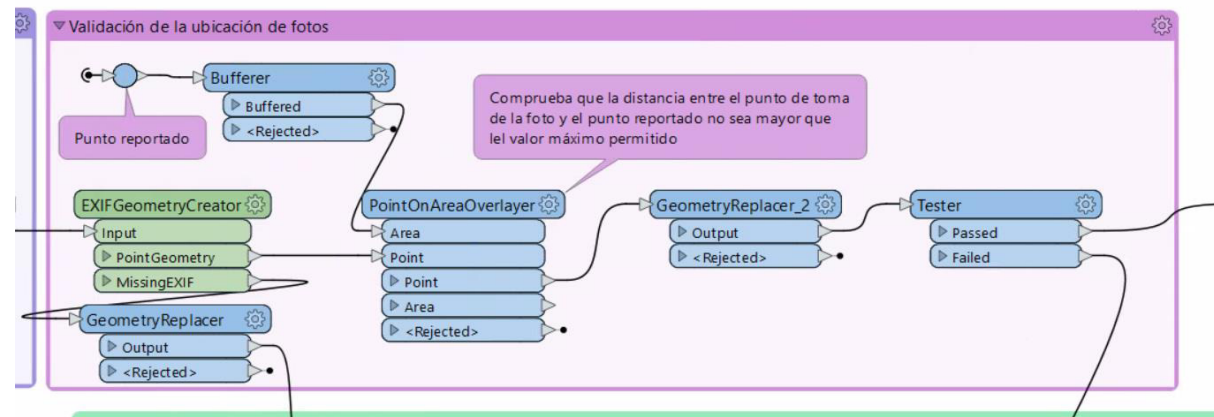 Validación de la ubicación de fotos
Bufferer
Buffered
<Rejected>
Punto reportado
Comprueba que la distancia entre el punto de toma
de la foto y el punto reportado no sea mayor que
lel valor máximo permitido
EXIFGeometryCreator
Input
PointGeometry
MissingEXIF
PointOnAreaOverlayer
Area
Point
Point
Area
<Rejected>
GeometryReplacer_2
Output
<Rejected>
Tester
Passed
Failed
GeometryReplacer
Output
<Rejected>